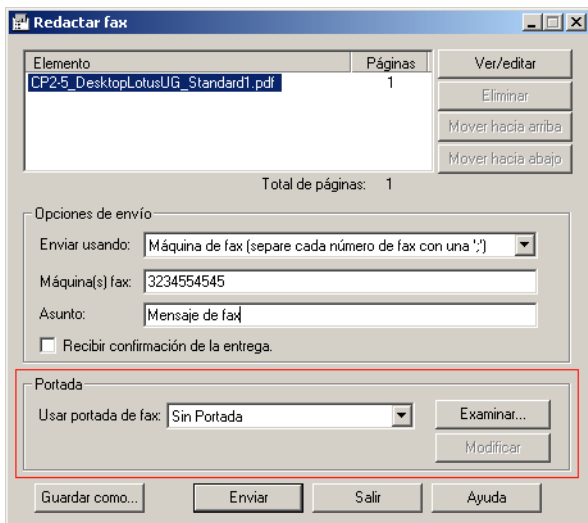 Redactar fax
Elemento Páginas
CP2-5_DesktopLotusUG_Standard1.pdf 1
Ver/editar
Eliminar
Mover hacia arriba
Mover hacia abajo
Total de páginas: 1
Opciones de envío
Enviar usando: Máquina de fax (separe cada número de fax con una ';')
Máquina(s) fax: 3234554545
Asunto: Mensaje de fax
Recibir confirmación de la entrega.
Portada
Usar portada de fax: Sin Portada Examinar...
Modificar
Guardar como... Enviar Salir Ayuda